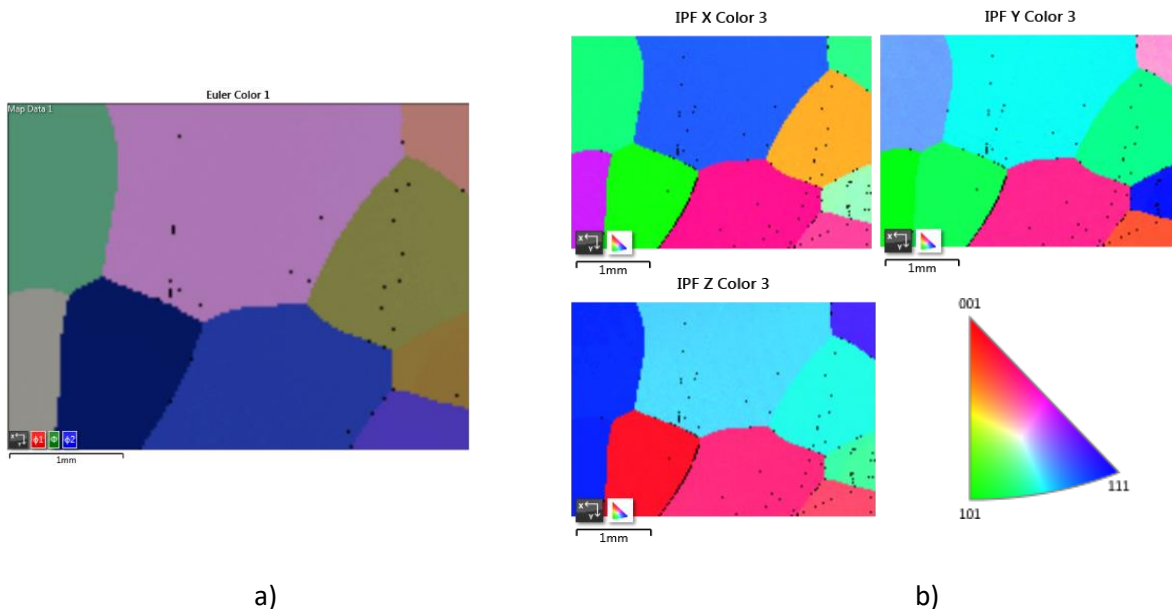 Euler Color 1
Map Data 1
X
Y
φ1 Φ φ2
1mm
a)
IPF X Color 3
X
Y
1mm
IPF Y Color 3
X
Y
1mm
IPF Z Color 3
X
Y
1mm
001
101
111
b)